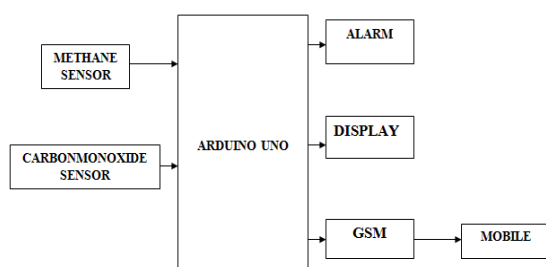 METHANE
SENSOR
CARBONMONOXIDE
SENSOR
ARDUINO UNO
ALARM
DISPLAY
GSM
MOBILE